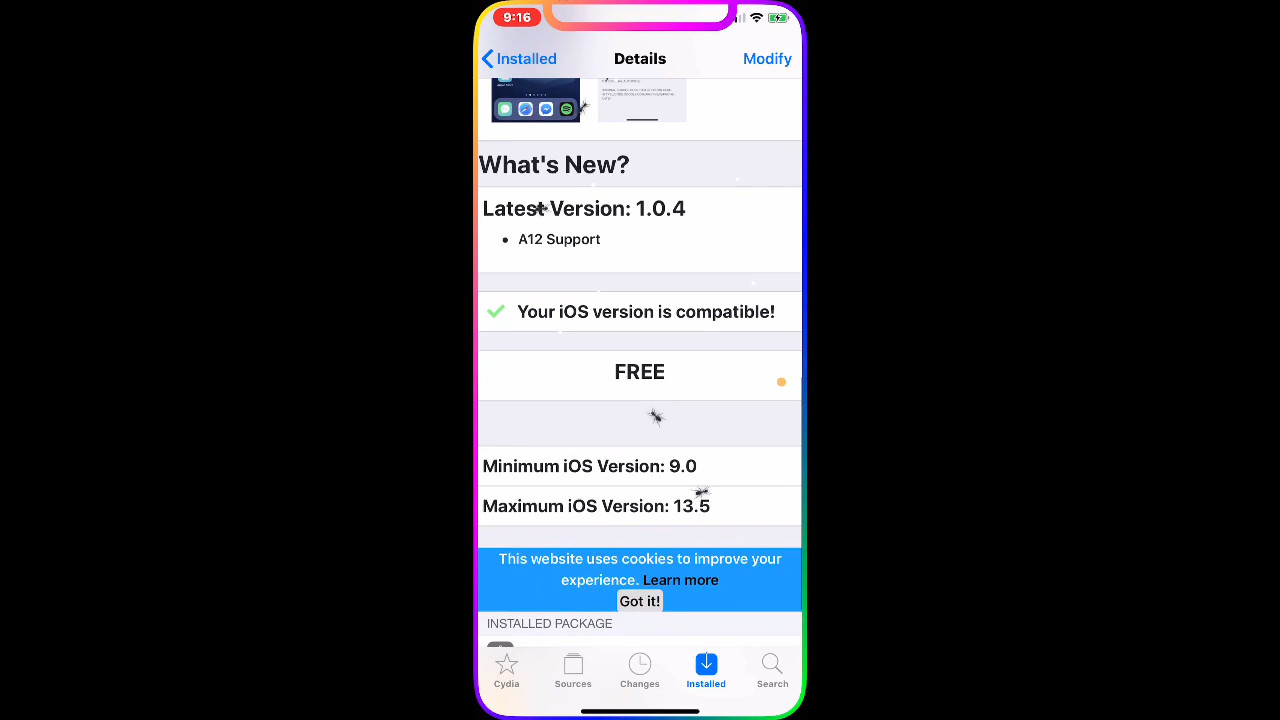 9:16
Installed
Details
Modify
What's New?
Latest Version: 1.0.4
• A12 Support
Your iOS version is compatible!
FREE
Minimum iOS Version: 9.0
Maximum iOS Version: 13.5
This website uses cookies to improve your
experience. Learn more
Got it!
INSTALLED PACKAGE
Cydia
Sources
Changes
Installed
Search